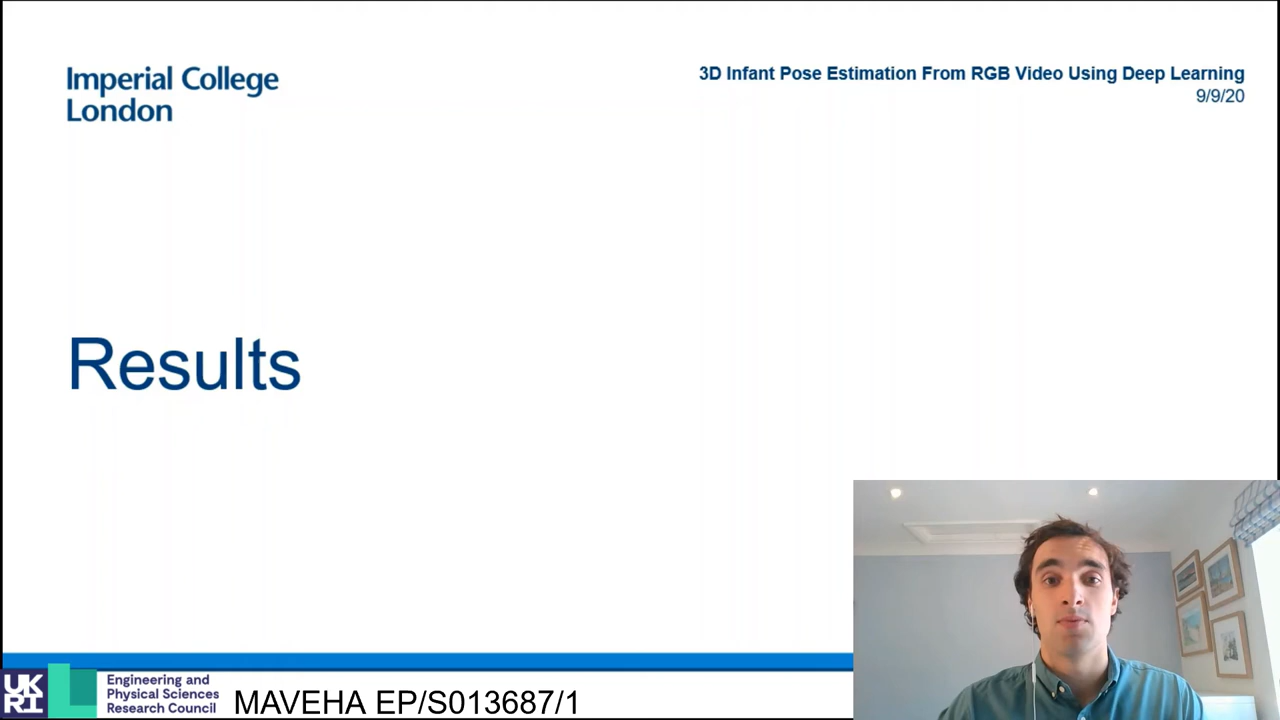 Imperial College
London
3D Infant Pose Estimation From RGB Video Using Deep Learning
9/9/20
Results
UK
RI
Engineering and
Physical Sciences
Research Council
MAVEHA EP/S013687/1